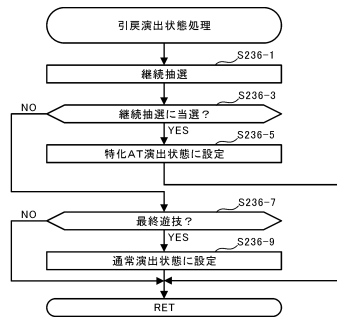 引戻演出状態処理
S236-1
継続抽選
S236-3
NO
継続抽選に当選?
YES
S236-5
特化AT演出状態に設定
S236-7
NO
最終遊技?
YES
S236-9
通常演出状態に設定
RET